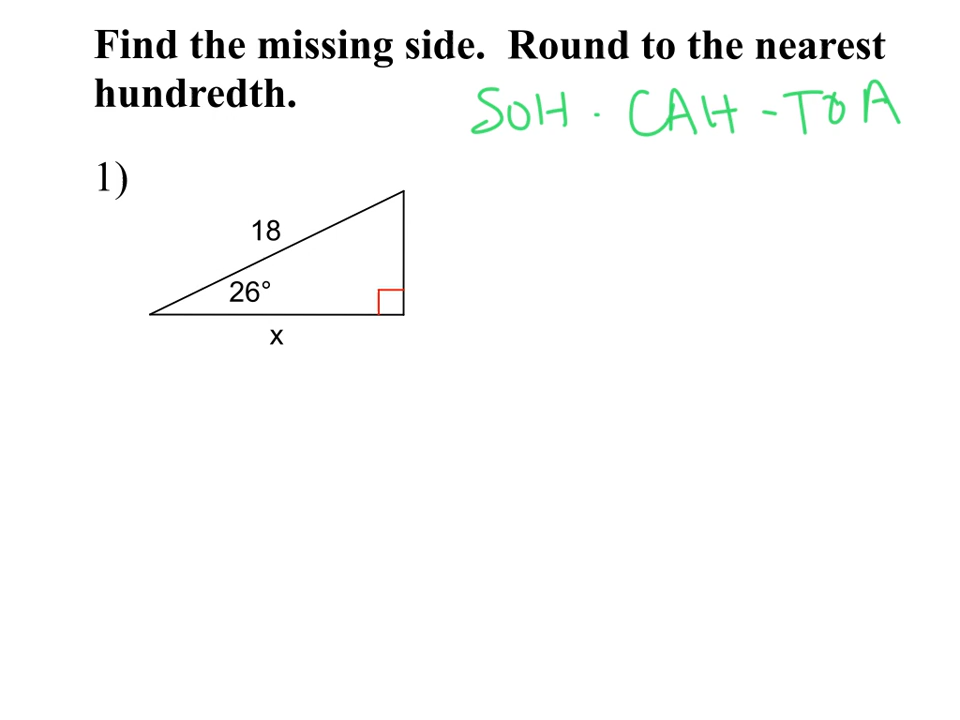 Find the missing side. Round to the nearest
hundredth.
SOH · CAH - TOA
1)
18
26°
x